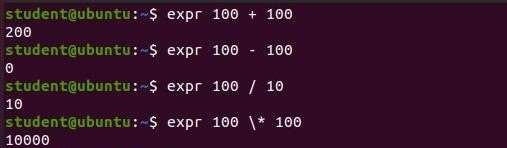 student@ubuntu:~$ expr 100 + 100
200
student@ubuntu:~$ expr 100 - 100
0
student@ubuntu:~$ expr 100 / 10
10
student@ubuntu:~$ expr 100 \* 100
10000